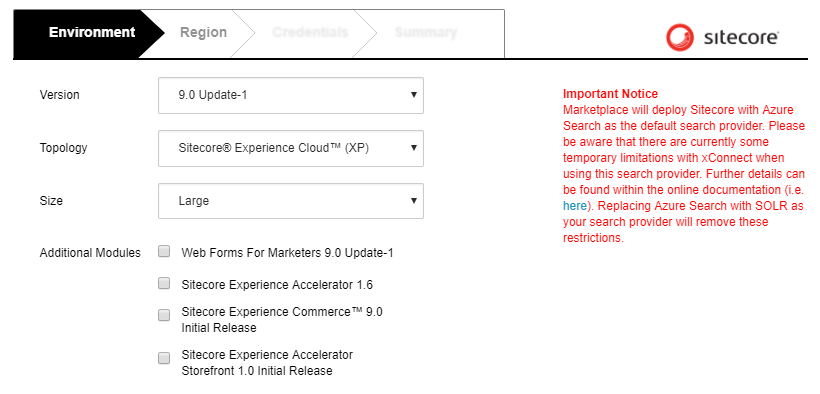 Environment
Region
Credentials
Summary
sitecore
Version
9.0 Update-1
Topology
Sitecore® Experience Cloud™ (XP)
Size
Large
Additional Modules
Web Forms For Marketers 9.0 Update-1
Sitecore Experience Accelerator 1.6
Sitecore Experience Commerce™ 9.0
Initial Release
Sitecore Experience Accelerator
Storefront 1.0 Initial Release
Important Notice
Marketplace will deploy Sitecore with Azure
Search as the default search provider. Please
be aware that there are currently some
temporary limitations with xConnect when
using this search provider. Further details can
be found within the online documentation (i.e.
here). Replacing Azure Search with SOLR as
your search provider will remove these
restrictions.